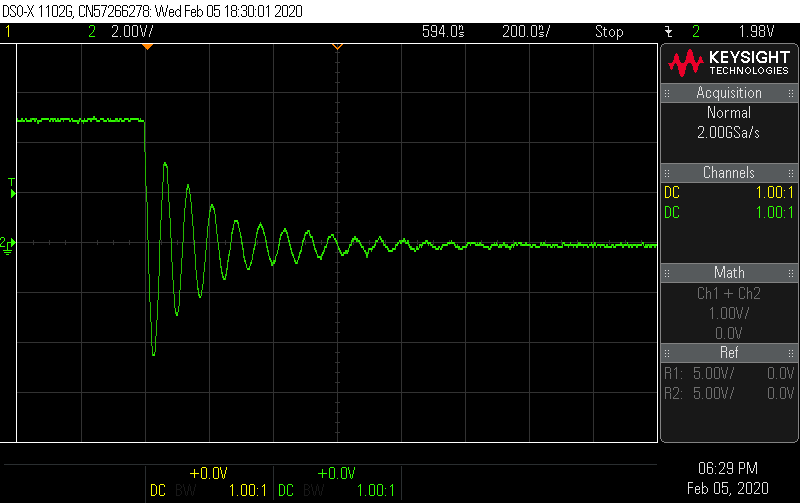 DSO-X 1102G, CN57266278: Wed Feb 05 18:30:01 2020
1 2 2.00V/ 594.0ns 200.0ns/ Stop 2 1.98V
KEYSIGHT
TECHNOLOGIES
Acquisition
Normal
2.00GSa/s
Channels
DC 1.00:1
DC 1.00:1
Math
Ch1 + Ch2
1.00V/
0.0V
Ref
R1: 5.00V/ 0.0V
R2: 5.00V/ 0.0V
T
2
+0.0V +0.0V
DC BW 1.00:1 DC BW 1.00:1
06:29 PM
Feb 05, 2020